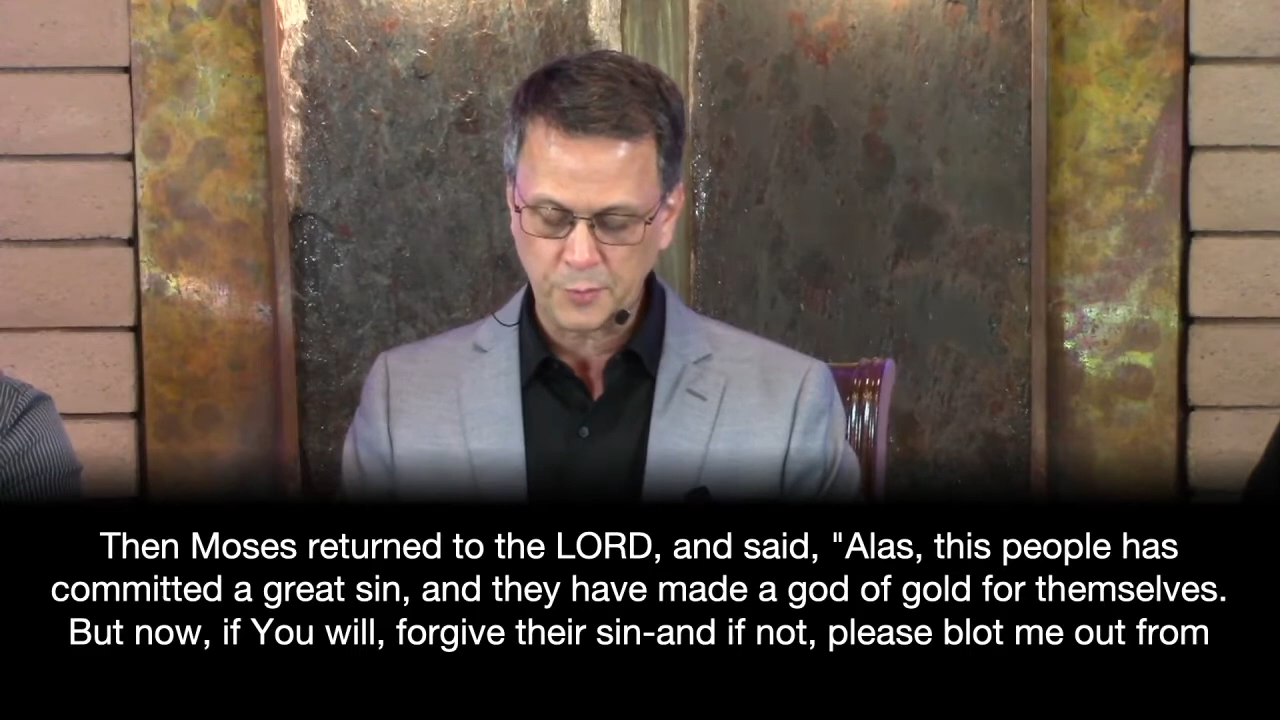 Then Moses returned to the LORD, and said, "Alas, this people has
committed a great sin, and they have made a god of gold for themselves.
But now, if You will, forgive their sin-and if not, please blot me out from